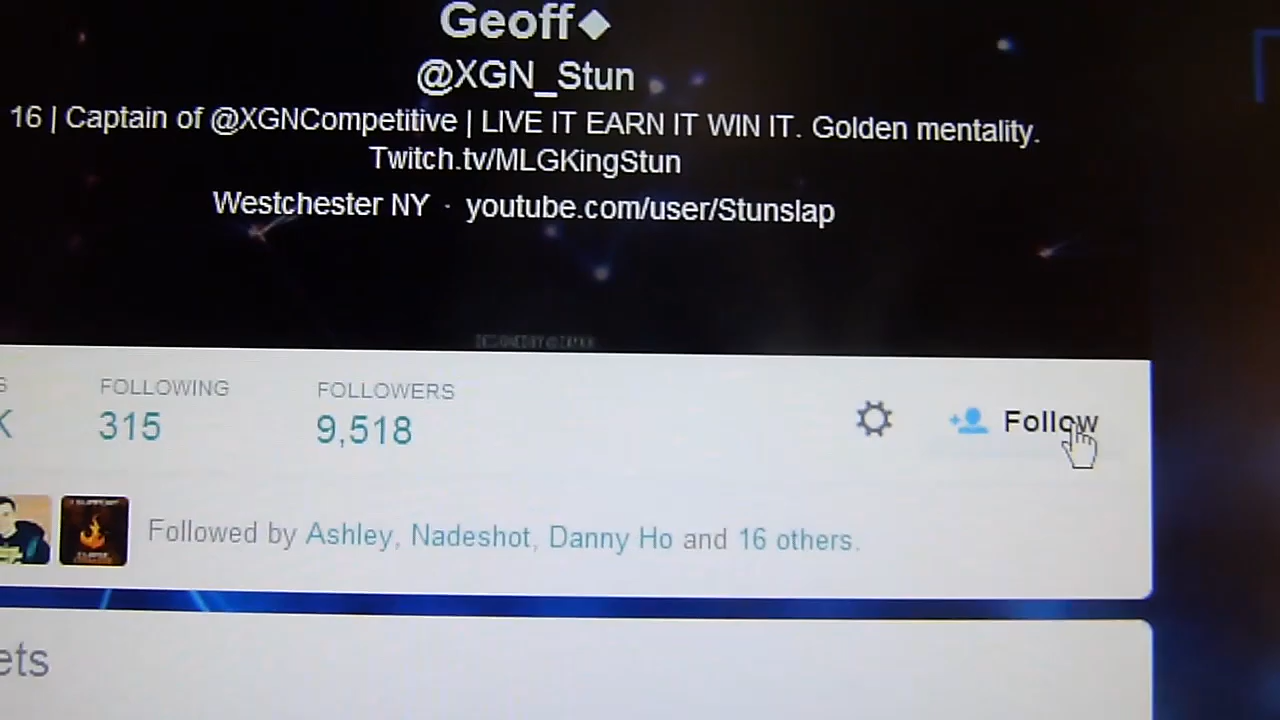 Geoff◆
@XGN_Stun
16 | Captain of @XGNCompetitive | LIVE IT EARN IT WIN IT. Golden mentality.
Twitch.tv/MLGKingStun
Westchester NY · youtube.com/user/Stunslap
FOLLOWING
FOLLOWERS
K
315
9,518
Follow
Followed by Ashley, Nadeshot, Danny Ho and 16 others.
ets